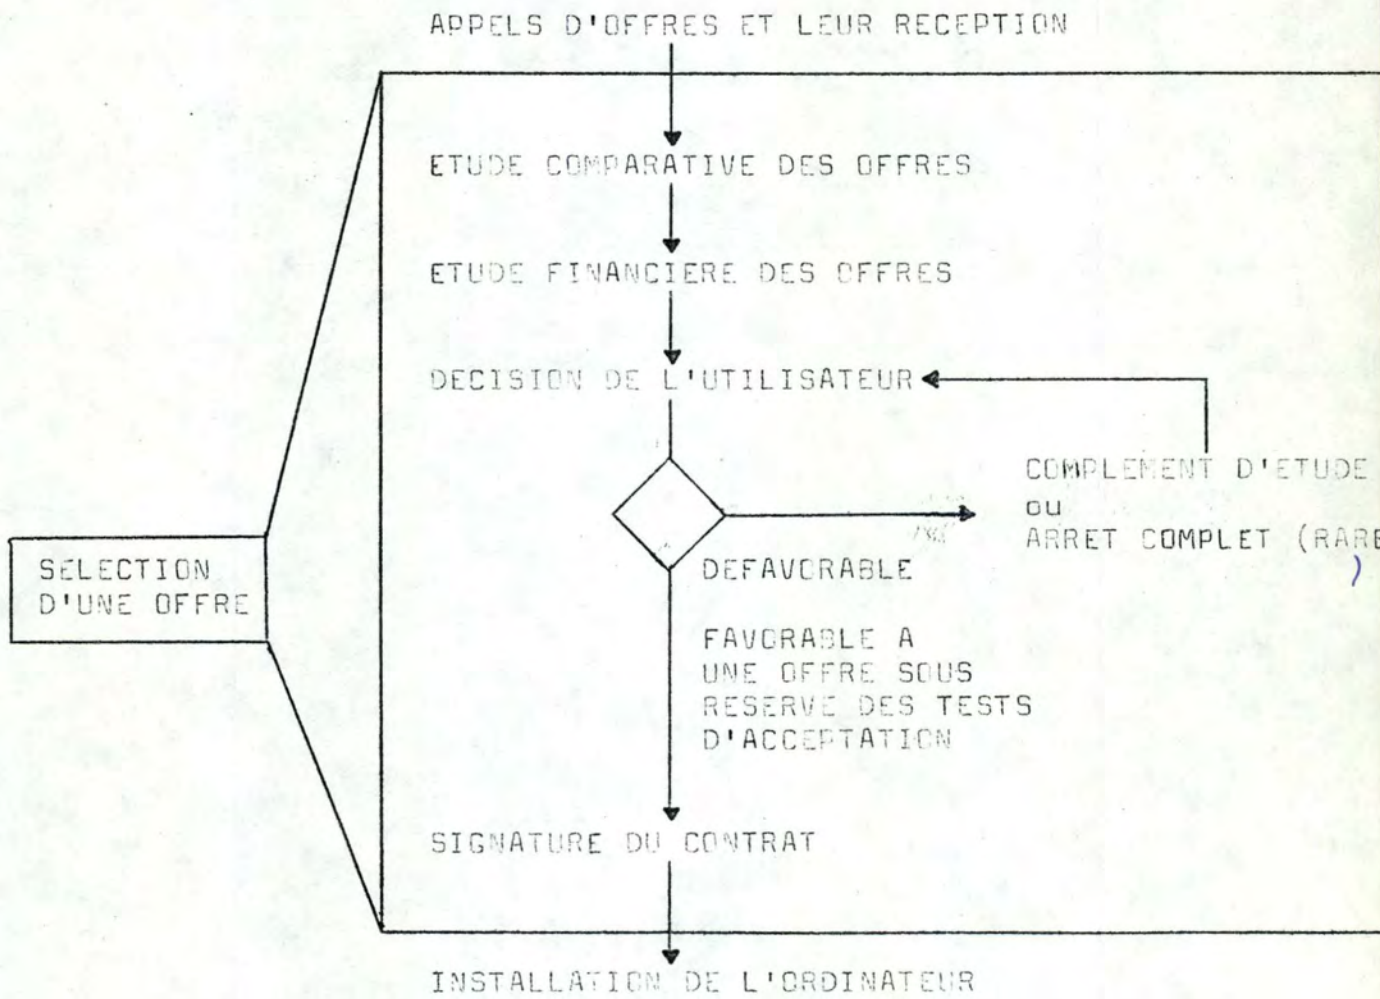 APPELS D'OFFRES ET LEUR RECEPTION
ETUDE COMPARATIVE DES OFFRES
ETUDE FINANCIERE DES OFFRES
DECISION DE L'UTILISATEUR
COMPLEMENT D'ETUDE
ou
ARRET COMPLET (RARE
)
DEFAVORABLE
SELECTION
D'UNE OFFRE
FAVORABLE A
UNE OFFRE SOUS
RESERVE DES TESTS
D'ACCEPTATION
SIGNATURE DU CONTRAT
INSTALLATION DE L'ORDINATEUR